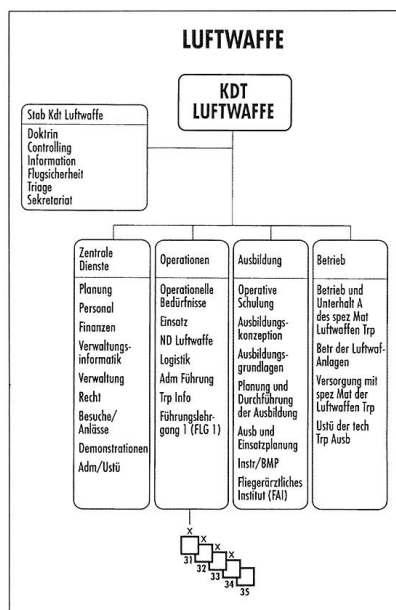 LUFTWAFFE
KDT
LUFTWAFFE
Stab Kdt Luftwaffe
Doktrin
Controlling
Information
Flugsicherheit
Triage
Sekretariat
Zentrale
Dienste
Planung
Personal
Finanzen
Verwaltungs-
informatik
Verwaltung
Recht
Besuche/
Anlässe
Demonstrationen
Adm/Ustü
Operationen
Operationelle
Bedürfnisse
Einsatz
ND Luftwaffe
Logistik
Adm Führung
Trp Info
Führungslehr-
gang 1 (FLG 1)
Ausbildung
Operative
Schulung
Ausbildungs-
konzeption
Ausbildungs-
grundlagen
Planung und
Durchführung
der Ausbildung
Ausb und
Einsatzplanung
Instr/BMP
Fliegerärztliches
Institut (FAI)
Betrieb
Betrieb und
Unterhalt A
des spez Mat
Luftwaffen Trp
Betr der Luftwaf-
Anlagen
Versorgung mit
spez Mat der
Luftwaffen Trp
Ustü der tech
Trp Ausb
x
x
x
x
31
32
33
34
35